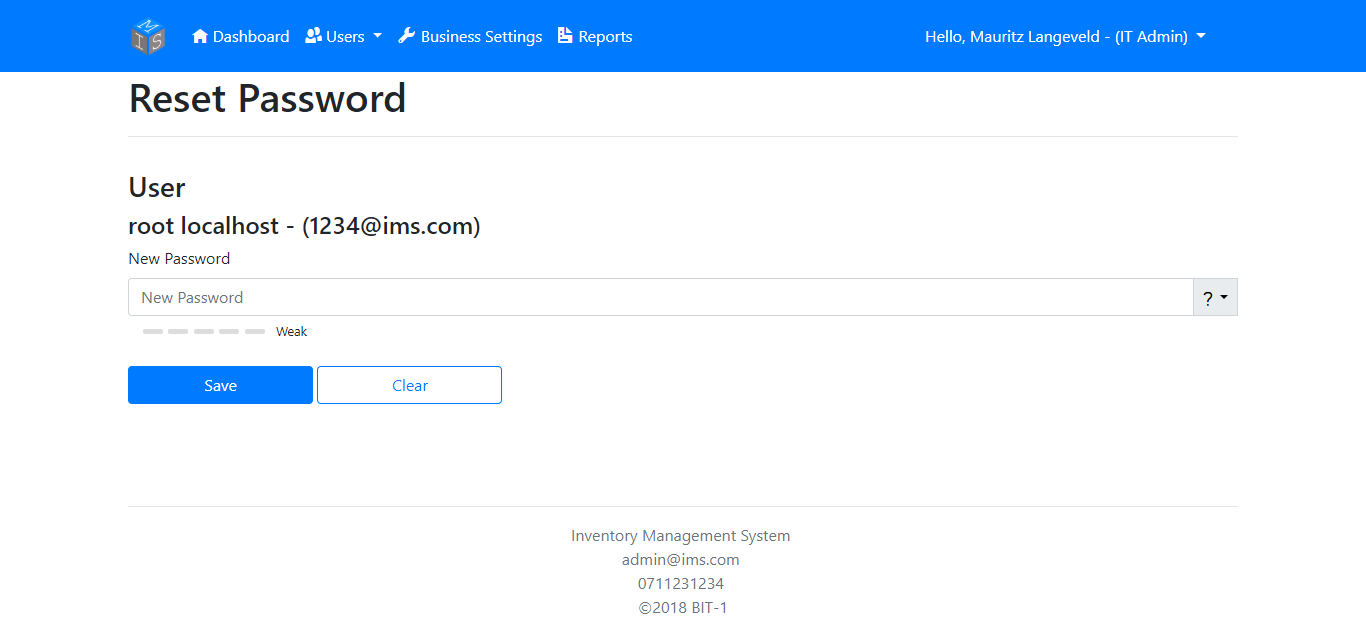 IMS
Dashboard Users Business Settings Reports Hello, Mauritz Langeveld - (IT Admin)
Reset Password
User
root localhost - (1234@ims.com)
New Password
New Password ?
Weak
Save Clear
Inventory Management System
admin@ims.com
0711231234
©2018 BIT-1